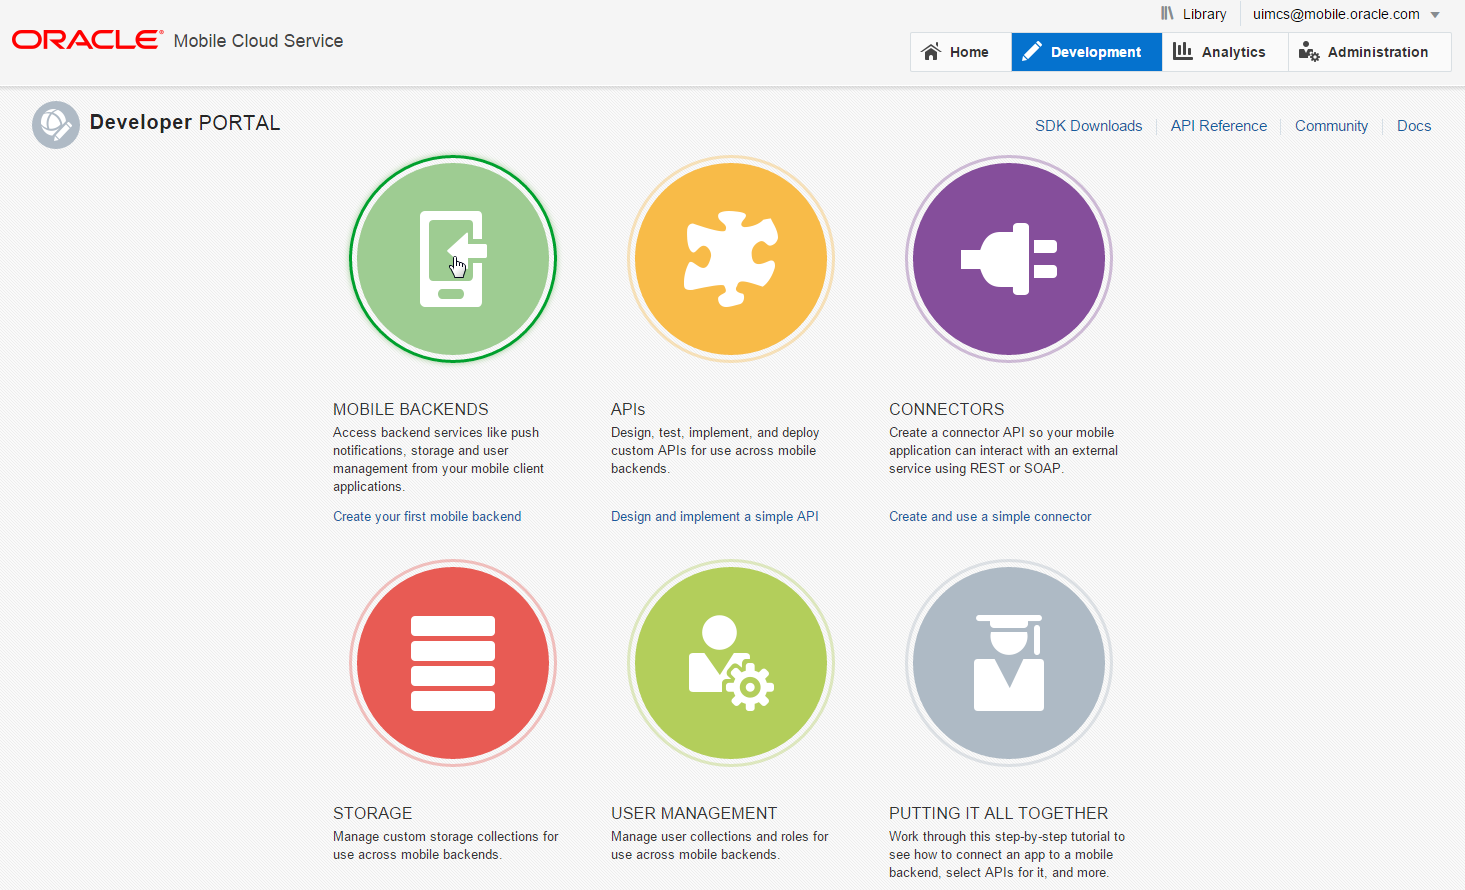 Library
uimcs@mobile.oracle.com
ORACLE® Mobile Cloud Service
Home
Development
Analytics
Administration
Developer PORTAL
SDK Downloads
API Reference
Community
Docs
MOBILE BACKENDS
Access backend services like push
notifications, storage and user
management from your mobile client
applications.
Create your first mobile backend
APIs
Design, test, implement, and deploy
custom APIs for use across mobile
backends.
Design and implement a simple API
CONNECTORS
Create a connector API so your mobile
application can interact with an external
service using REST or SOAP.
Create and use a simple connector
STORAGE
Manage custom storage collections for
use across mobile backends.
USER MANAGEMENT
Manage user collections and roles for
use across mobile backends.
PUTTING IT ALL TOGETHER
Work through this step-by-step tutorial to
see how to connect an app to a mobile
backend, select APIs for it, and more.